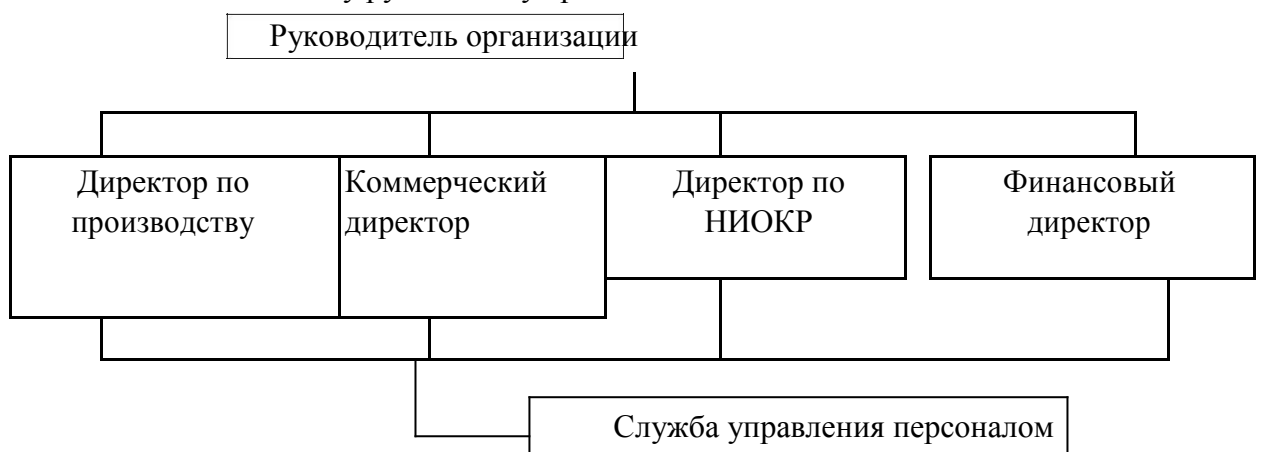 Руководитель организации
Директор по
производству
Коммерческий
директор
Директор по
НИОКР
Финансовый
директор
Служба управления персоналом